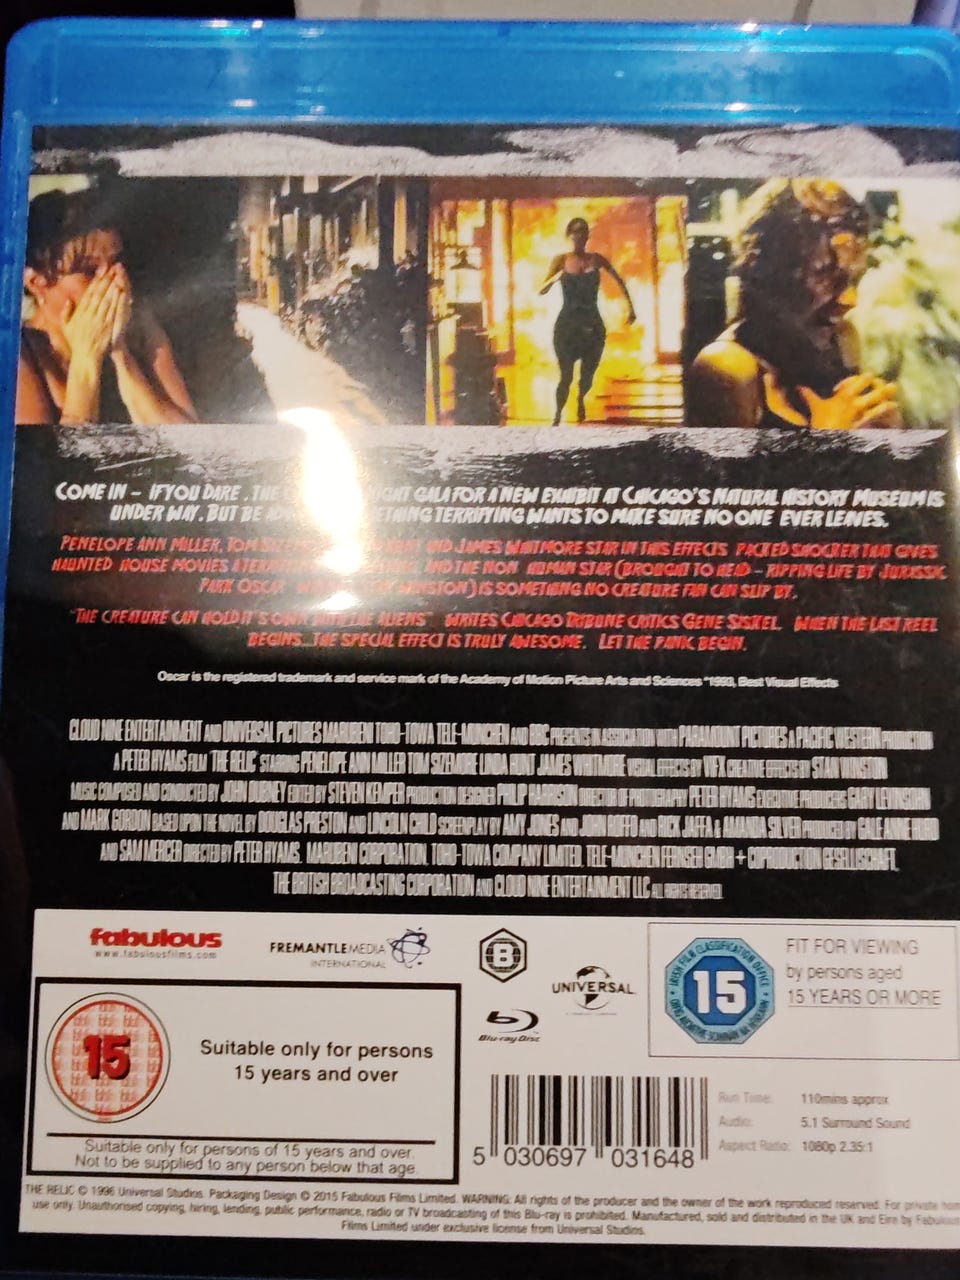 COME IN - IF YOU DARE. THE GHT GALA FOR A NEW EXHIBIT AT CHICAGO'S NATURAL HISTORY MUSEUM IS
UNDER WAY. BUT BE THING TERRIFYING WANTS TO MAKE SURE NO ONE EVER LEAVES.
PENELOPE ANN MILLER, TOM AND JAMES WHITMORE STAR IN THIS EFFECTS PACKED SHOCKER THAT GIVES
HAUNTED HOUSE MOVIES AND THE NON HUMAN STAR (BROUGHT TO HEAD - RIPPING LIFE BY JURASSIC
PARK OSCAR WINSTON) IS SOMETHING NO CREATURE FAN CAN SLIP BY.
"THE CREATURE CAN HOLD IT'S OWN WITH THE ALIENS" WRITES CHICAGO TRIBUNE CRITICS GENE SISKEL. WHEN THE LAST REEL
BEGINS...THE SPECIAL EFFECT IS TRULY AWESOME. LET THE PANIC BEGIN.
Oscar is the registered trademark and service mark of the Academy of Motion Picture Arts and Sciences *1993, Best Visual Effects
CLOUD NINE ENTERTAINMENT AND UNIVERSAL PICTURES MARUBENI TOHO-TOWA TELE-MUNCHEN AND BBC PRESENTS IN ASSOCIATION WITH PARAMOUNT PICTURES A PACIFIC WESTERN PRODUCTION
A PETER HYAMS FILM 'THE RELIC' STARRING PENELOPE ANN MILLER TOM SIZEMORE LINDA HUNT JAMES WHITMORE VISUAL EFFECTS BY VIFX CREATURE EFFECTS BY STAN WINSTON
MUSIC COMPOSED AND CONDUCTED BY JOHN DEBNEY EDITED BY STEVEN KEMPER PRODUCTION DESIGNER PHILIP HARRISON DIRECTOR OF PHOTOGRAPHY PETER HYAMS EXECUTIVE PRODUCERS GARY LEVINSOHN
AND MARK GORDON BASED UPON THE NOVEL BY DOUGLAS PRESTON AND LINCOLN CHILD SCREENPLAY BY AMY JONES AND JOHN RAFFO AND RICK JAFFA & AMANDA SILVER PRODUCED BY GALE ANNE HURD
AND SAM MERCER DIRECTED BY PETER HYAMS. MARUBENI CORPORATION, TOHO-TOWA COMPANY LIMITED, TELE-MUNCHEN FERNSEH GMBH + COPRODUCTION GESELLSCHAFT,
THE BRITISH BROADCASTING CORPORATION AND CLOUD NINE ENTERTAINMENT LLC ALL RIGHTS RESERVED.
fabulous
www.fabulousfilms.com
FREMANTLEMEDIA
INTERNATIONAL
B
UNIVERSAL
Blu-ray Disc
IRISH FILM CLASSIFICATION OFFICE
15
FIT FOR VIEWING
by persons aged
15 YEARS OR MORE
15
Suitable only for persons
15 years and over
Suitable only for persons of 15 years and over.
Not to be supplied to any person below that age.
5 030697 031648
Run Time: 110mins approx
Audio: 5.1 Surround Sound
Aspect Ratio: 1080p 2.35:1
THE RELIC © 1996 Universal Studios. Packaging Design © 2015 Fabulous Films Limited. WARNING: All rights of the producer and the owner of the work reproduced reserved. For private hom
use only. Unauthorised copying, hiring, lending, public performance, radio or TV broadcasting of this Blu-ray is prohibited. Manufactured, sold and distributed in the UK and Eire by Fabulous
Films Limited under exclusive license from Universal Studios.